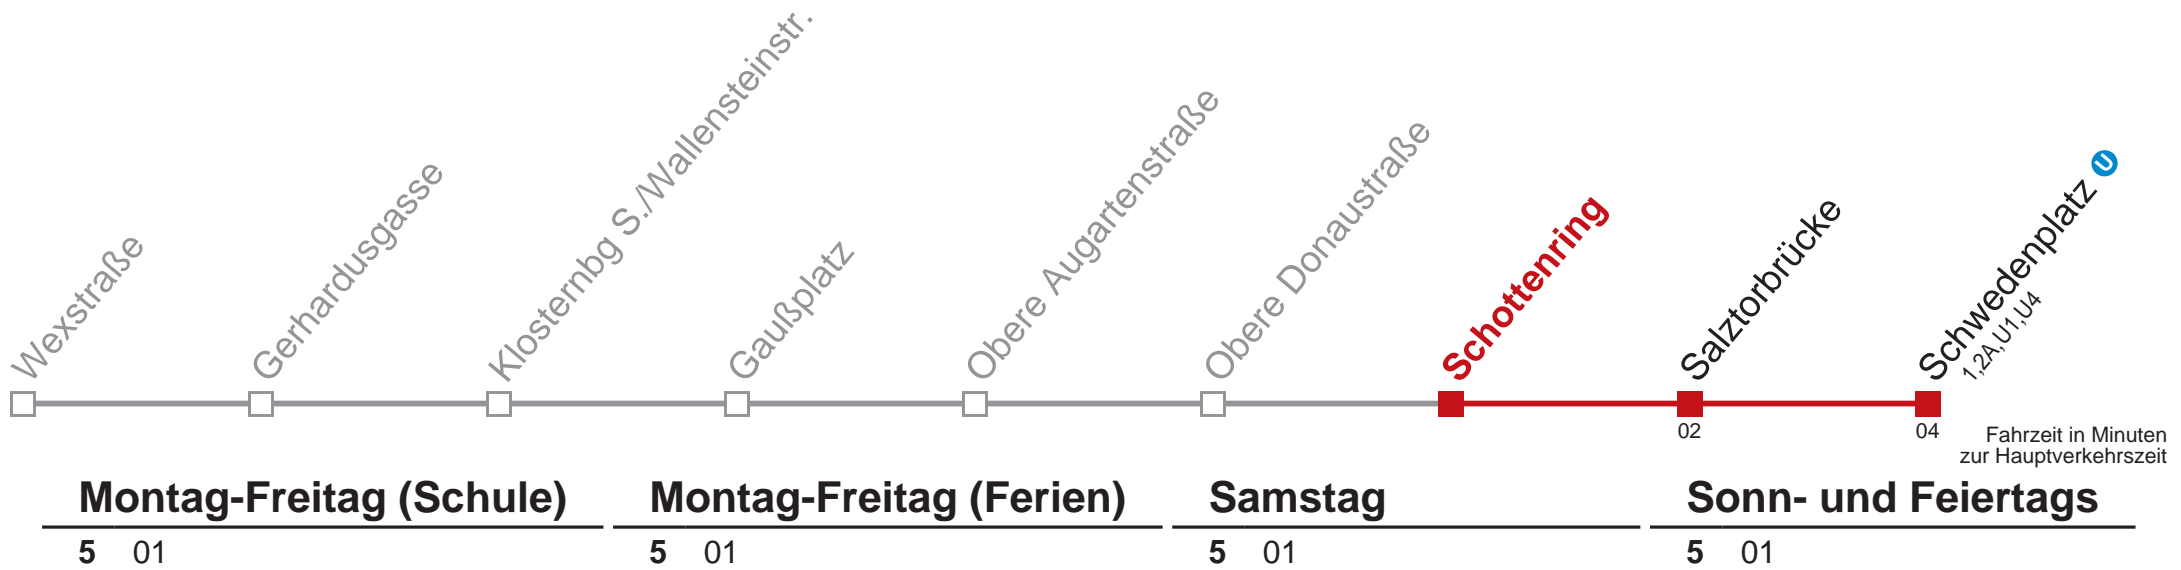 Wexstraße
Gerhardusgasse
Klosternbg S./Wallensteinstr.
Gaußplatz
Obere Augartenstraße
Obere Donaustraße
Schottenring
Salztorbrücke
Schwedenplatz U
1,2A,U1,U4
02
04
Fahrzeit in Minuten
zur Hauptverkehrszeit
Montag-Freitag (Schule)
5 01
Montag-Freitag (Ferien)
5 01
Samstag
5 01
Sonn- und Feiertags
5 01